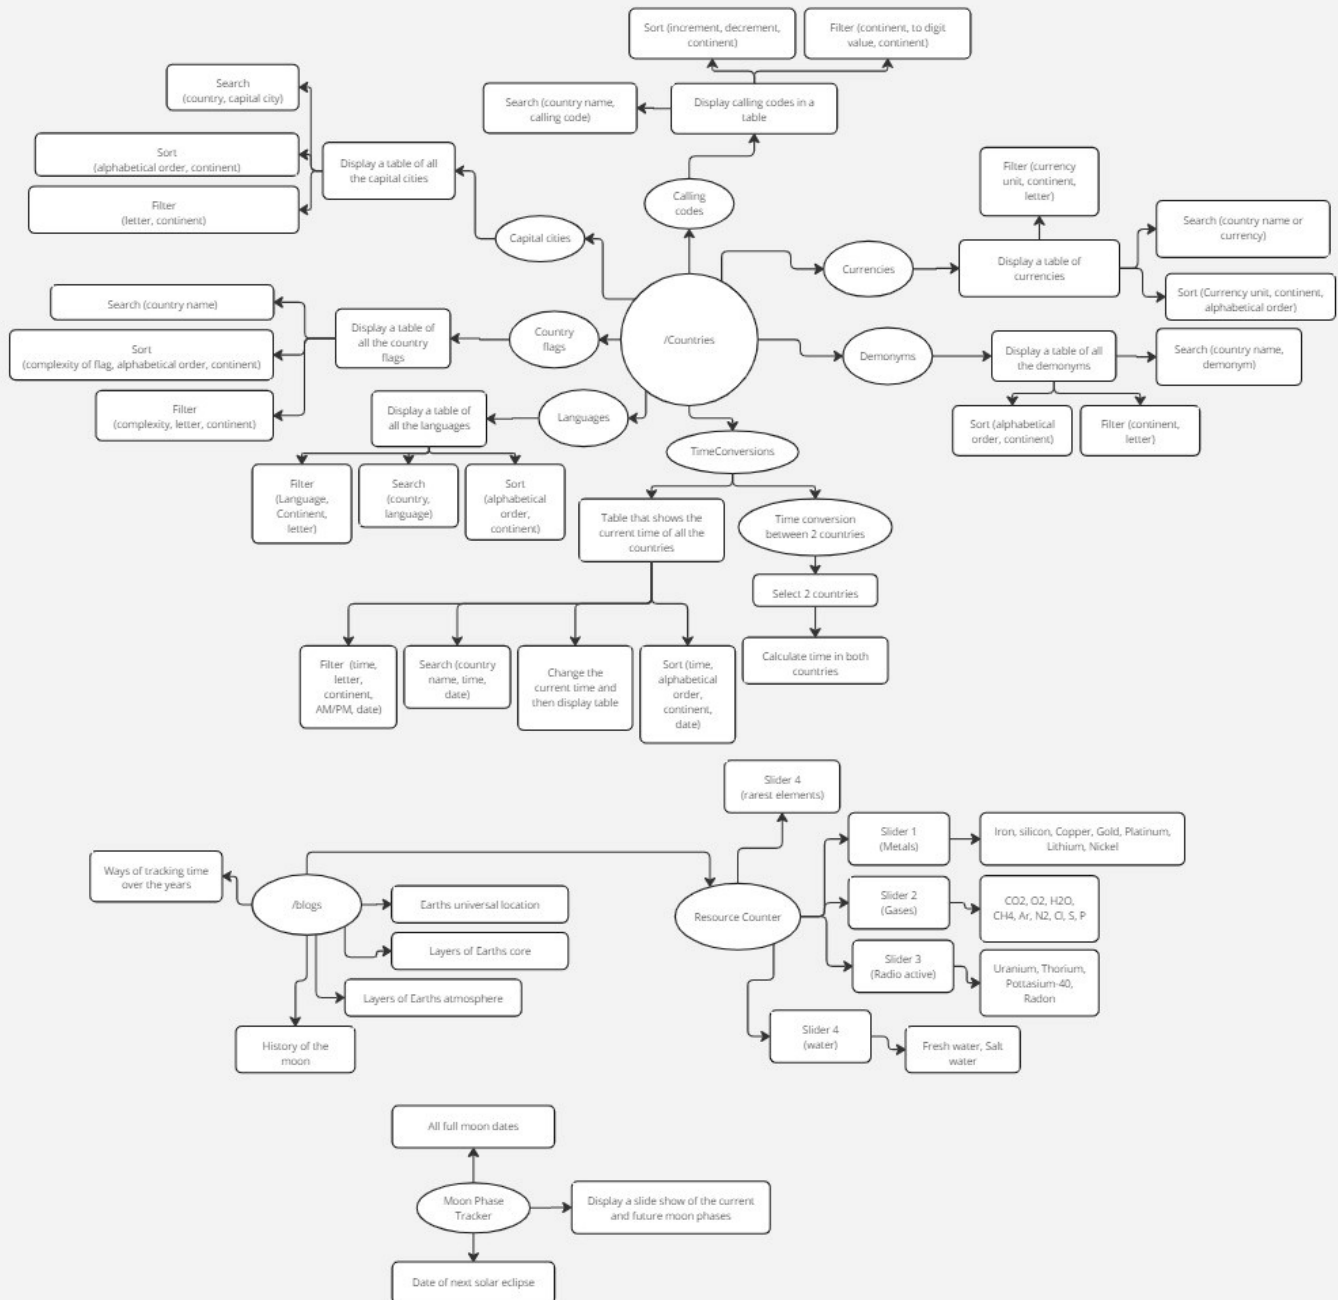 Sort (increment, decrement,
continent)
Filter (continent, to digit
value, continent)
Search
(country, capital city)
Search (country name,
calling code)
Display calling codes in a
table
Sort
(alphabetical order, continent)
Display a table of all
the capital cities
Filter (currency
unit, continent,
letter)
Filter
(letter, continent)
Calling
codes
Search (country name or
currency)
Capital cities
Currencies
Display a table of
currencies
Sort (Currency unit, continent,
alphabetical order)
Search (country name)
Display a table of
all the country
flags
Country
flags
/Countries
Demonyms
Display a table of all
the demonyms
Search (country name,
demonym)
Sort
(complexity of flag, alphabetical order, continent)
Filter
(complexity, letter, continent)
Display a table of
all the languages
Languages
Sort (alphabetical
order, continent)
Filter (continent,
letter)
TimeConversions
Filter
(Language,
Continent,
letter)
Search
(country,
language)
Sort
(alphabetical
order,
continent)
Table that shows the
current time of all the
countries
Time conversion
between 2 countries
Select 2 countries
Filter (time,
letter,
continent,
AM/PM, date)
Search (country
name, time,
date)
Change the
current time and
then display table
Sort (time,
alphabetical
order,
continent,
date)
Calculate time in both
countries
Slider 4
(rarest elements)
Slider 1
(Metals)
Iron, silicon, Copper, Gold, Platinum,
Lithium, Nickel
Ways of tracking time
over the years
/blogs
Earths universal location
Resource Counter
Slider 2
(Gases)
CO2, O2, H2O,
CH4, Ar, N2, Cl, S, P
Layers of Earths core
Slider 3
(Radio active)
Uranium, Thorium,
Pottasium-40,
Radon
Layers of Earths atmosphere
History of the
moon
Slider 4
(water)
Fresh water, Salt
water
All full moon dates
Moon Phase
Tracker
Display a slide show of the current
and future moon phases
Date of next solar eclipse